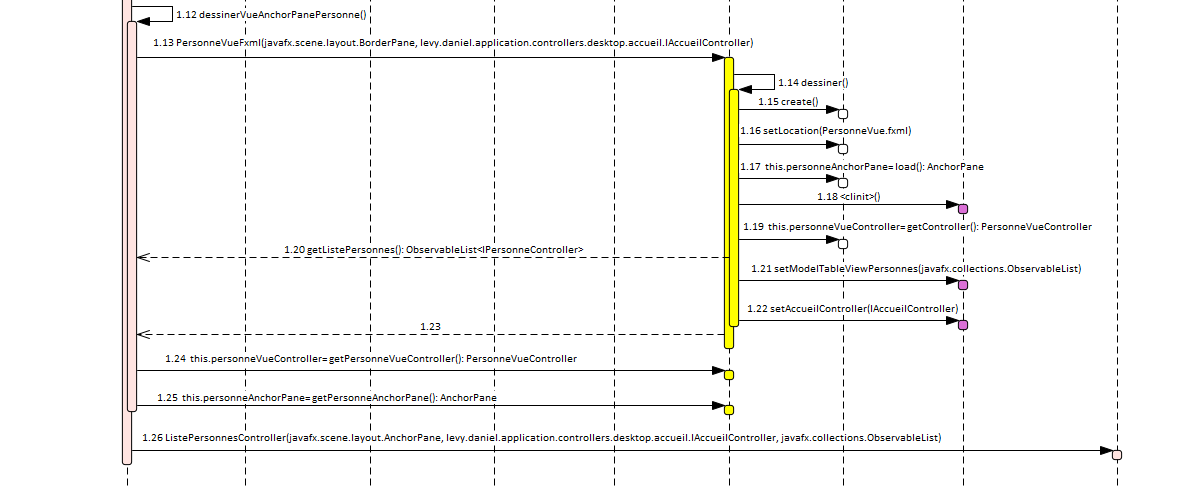 1.12 dessinerVueAnchorPanePersonne()
1.13 PersonneVueFxml(javafx.scene.layout.BorderPane, levy.daniel.application.controllers.desktop.accueil.IAccueilController)
1.14 dessiner()
1.15 create()
1.16 setLocation(PersonneVue.fxml)
1.17 this.personneAnchorPane= load(): AnchorPane
1.18 <clinit>()
1.19 this.personneVueController= getController(): PersonneVueController
1.20 getListePersonnes(): ObservableList<IPersonneController>
1.21 setModelTableViewPersonnes(javafx.collections.ObservableList)
1.22 setAccueilController(IAccueilController)
1.23
1.24 this.personneVueController= getPersonneVueController(): PersonneVueController
1.25 this.personneAnchorPane= getPersonneAnchorPane(): AnchorPane
1.26 ListePersonnesController(javafx.scene.layout.AnchorPane, levy.daniel.application.controllers.desktop.accueil.IAccueilController, javafx.collections.ObservableList)